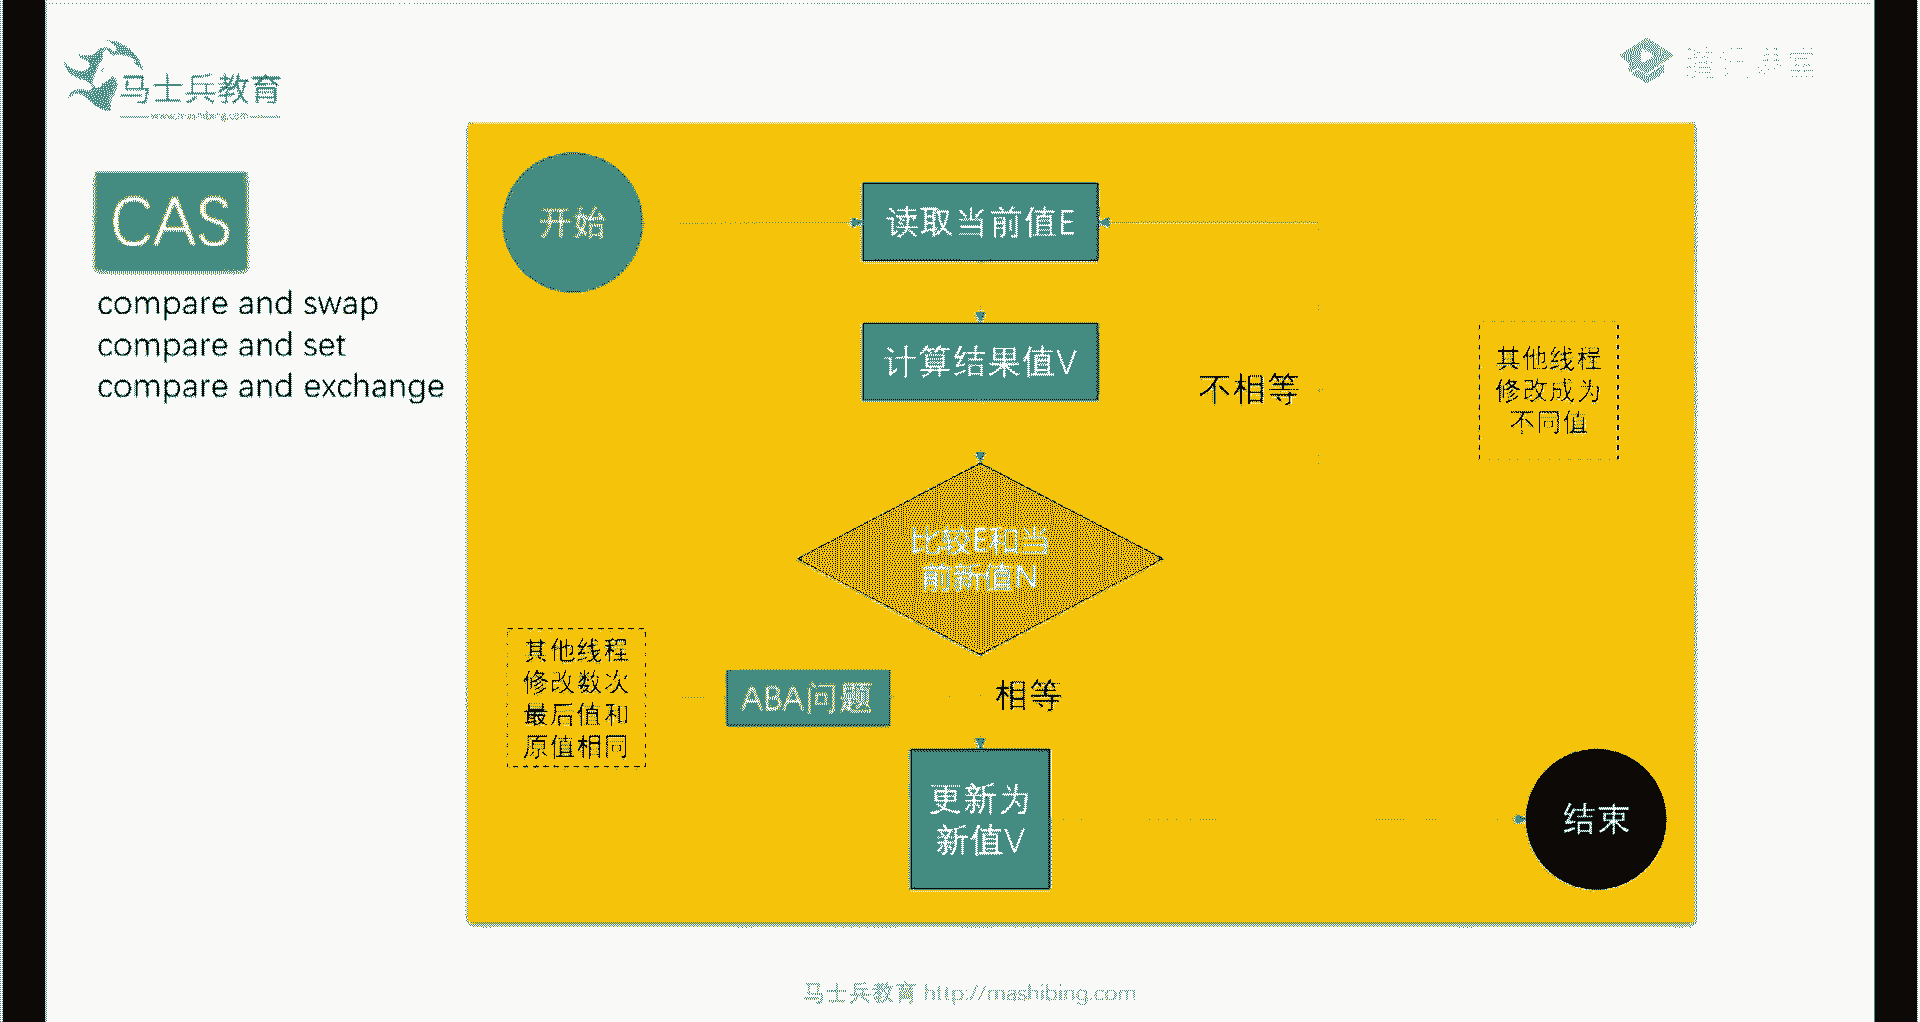 马士兵教育
www.mashibing.com
CAS
compare and swap
compare and set
compare and exchange
开始
读取当前值E
计算结果值V
不相等
其他线程
修改成为
不同值
比较E和当
前新值N
其他线程
修改数次
最后值和
原值相同
ABA问题
相等
更新为
新值V
结束
马士兵教育 http://mashibing.com